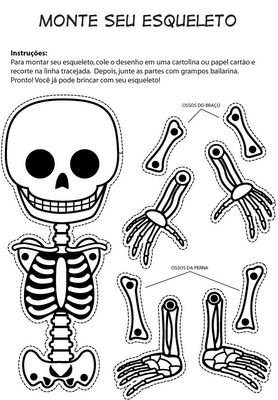 MONTE SEU ESQUELETO
Instruções:
Para montar seu esqueleto, cole o desenho em uma cartolina ou papel cartão e
recorte na linha tracejada. Depois, junte as partes com grampos bailarina.
Pronto! Você já pode brincar com seu esqueleto!
OSSOS DO BRAÇO
OSSOS DA PERNA